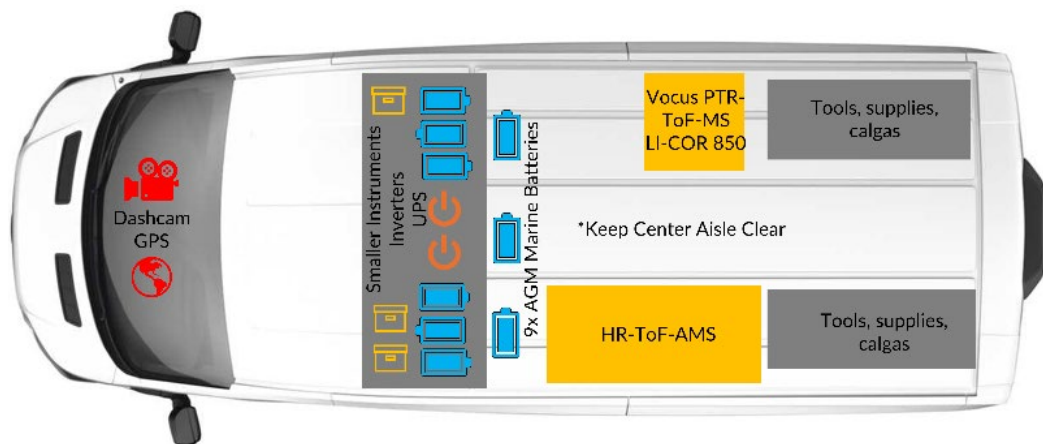 Dashcam
GPS
Smaller Instruments
Inverters
UPS
9x AGM Marine Batteries
Vocus PTR-
ToF-MS
LI-COR 850
Tools, supplies,
calgas
*Keep Center Aisle Clear
HR-ToF-AMS
Tools, supplies,
calgas